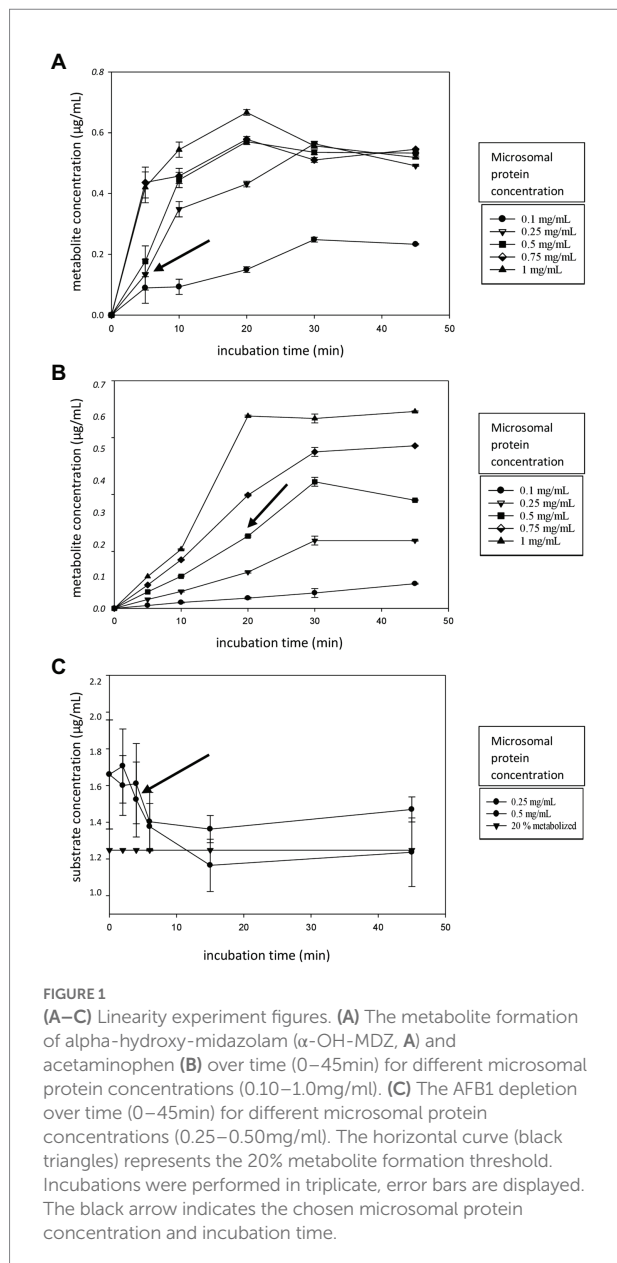 A
metabolite concentration (µg/mL)
0.8
0.6
0.4
0.2
0.0
0 10 20 30 40 50
incubation time (min)
Microsomal
protein
concentration
0.1 mg/mL
0.25 mg/mL
0.5 mg/mL
0.75 mg/mL
1 mg/mL
B
metabolite concentration (µg/mL)
0.7
0.6
0.5
0.4
0.3
0.2
0.1
0.0
0 10 20 30 40 50
incubation time (min)
Microsomal
protein
concentration
0.1 mg/mL
0.25 mg/mL
0.5 mg/mL
0.75 mg/mL
1 mg/mL
C
substrate concentration (µg/mL)
2.2
2.0
1.8
1.6
1.4
1.2
1.0
0 10 20 30 40 50
incubation time (min)
Microsomal
protein
concentration
0.25 mg/mL
0.5 mg/mL
20 % metabolized
FIGURE 1
(A–C) Linearity experiment figures. (A) The metabolite formation
of alpha-hydroxy-midazolam (α-OH-MDZ, A) and
acetaminophen (B) over time (0–45min) for different microsomal
protein concentrations (0.10–1.0mg/ml). (C) The AFB1 depletion
over time (0–45min) for different microsomal protein
concentrations (0.25–0.50mg/ml). The horizontal curve (black
triangles) represents the 20% metabolite formation threshold.
Incubations were performed in triplicate, error bars are displayed.
The black arrow indicates the chosen microsomal protein
concentration and incubation time.